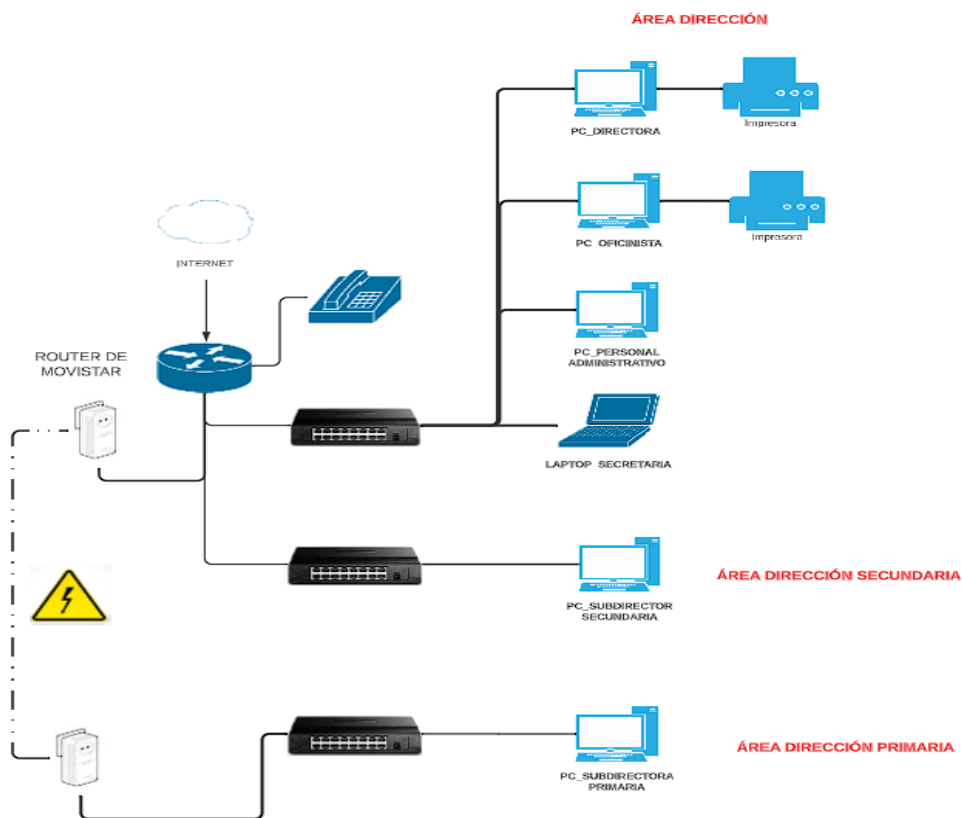 ÁREA DIRECCIÓN
PC_DIRECTORA
Impresora
PC_OFICINISTA
Impresora
INTERNET
PC_PERSONAL
ADMINISTRATIVO
ROUTER DE
MOVISTAR
LAPTOP_SECRETARIA
ÁREA DIRECCIÓN SECUNDARIA
PC_SUBDIRECTOR
SECUNDARIA
ÁREA DIRECCIÓN PRIMARIA
PC_SUBDIRECTORA
PRIMARIA